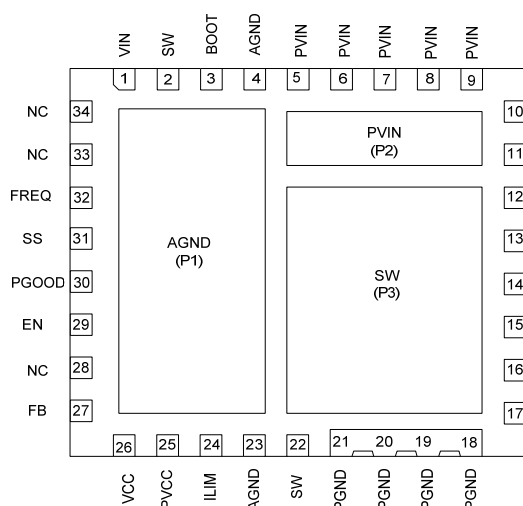 VIN
SW
BOOT
AGND
PVIN
PVIN
PVIN
PVIN
PVIN
1
2
3
4
5
6
7
8
9
NC
34
10
NC
33
11
FREQ
32
12
SS
31
13
PGOOD
30
14
EN
29
15
NC
28
16
FB
27
17
AGND
(P1)
PVIN
(P2)
SW
(P3)
26
25
24
23
22
21
20
19
18
VCC
PVCC
ILIM
AGND
SW
PGND
PGND
PGND
PGND